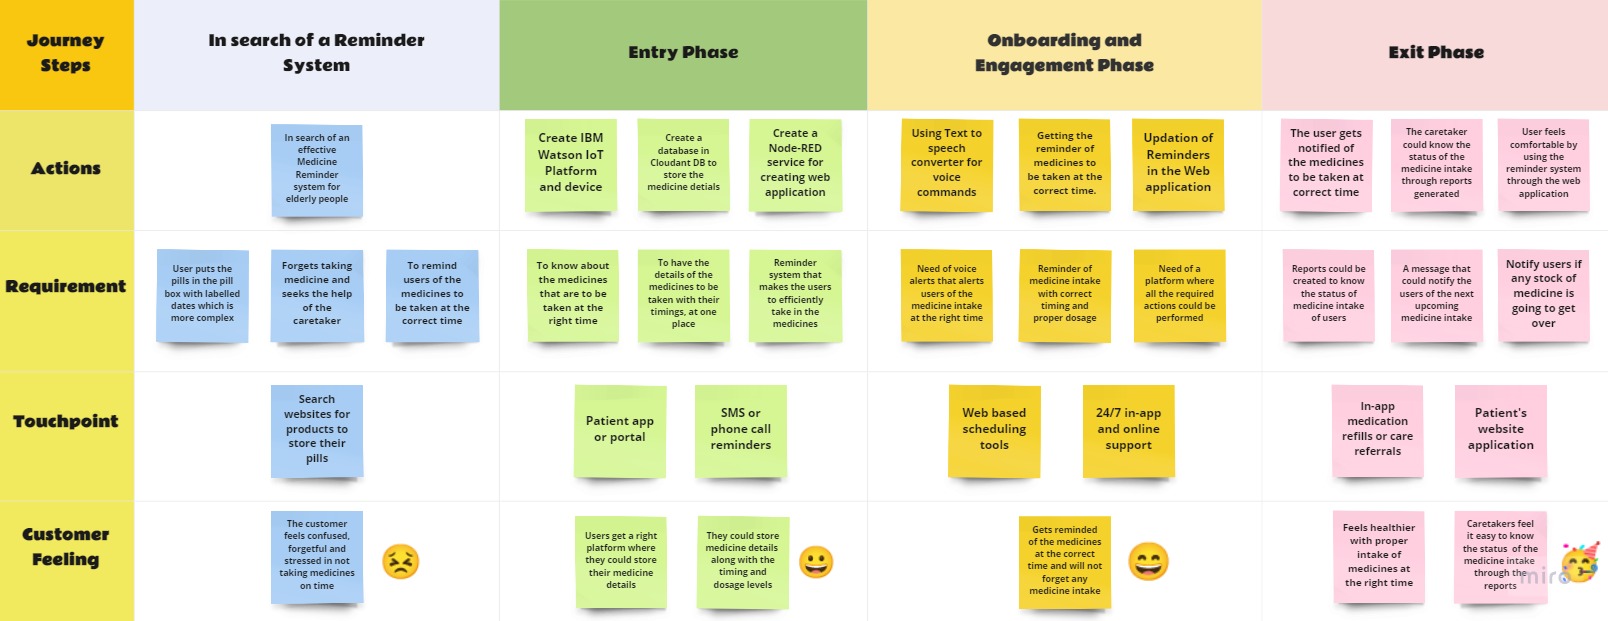 Journey
Steps
In search of a Reminder
System
Entry Phase
Onboarding and
Engagement Phase
Exit Phase
Actions
In search of an
effective
Medicine
Reminder
system for
elderly people
Create IBM
Watson IoT
Platform
and device
Create a
database in
Cloudant DB to
store the
medicine detials
Create a
Node-RED
service for
creating web
application
Using Text to
speech
converter for
voice
commands
Getting the
reminder of
medicines to
be taken at the
correct time.
Updation of
Reminders
in the Web
application
The user gets
notified of
the medicines
to be taken at
correct time
The caretaker
could know the
status of the
medicine intake
through reports
generated
User feels
comfortable by
using the
reminder system
through the web
application
Requirement
User puts the
pills in the pill
box with labelled
dates which is
more complex
Forgets taking
medicine and
seeks the help
of the
caretaker
To remind
users of the
medicines to
be taken at the
correct time
To know about
the medicines
that are to be
taken at the
right time
To have the
details of the
medicines to be
taken with their
timings, at one
place
Reminder
system that
makes the users
to efficiently
take in the
medicines
Need of voice
alerts that alerts
users of the
medicine intake
at the right time
Reminder of
medicine intake
with correct
timing and
proper dosage
Need of a
platform where
all the required
actions could be
performed
Reports could be
created to know
the status of
medicine intake
of users
A message that
could notify the
users of the next
upcoming
medicine intake
Notify users if
any stock of
medicine is
going to get
over
Touchpoint
Search
websites for
products to
store their
pills
Patient app
or portal
SMS or
phone call
reminders
Web based
scheduling
tools
24/7 in-app
and online
support
In-app
medication
refills or care
referrals
Patient's
website
application
Customer
Feeling
The customer
feels confused,
forgetful and
stressed in not
taking medicines
on time
Users get a right
platform where
they could store
their medicine
details
They could store
medicine details
along with the
timing and
dosage levels
Gets reminded
of the medicines
at the correct
time and will not
forget any
medicine intake
Feels healthier
with proper
intake of
medicines at
the right time
Caretakers feel
it easy to know
the status of the
medicine intake
through the
reports
miro